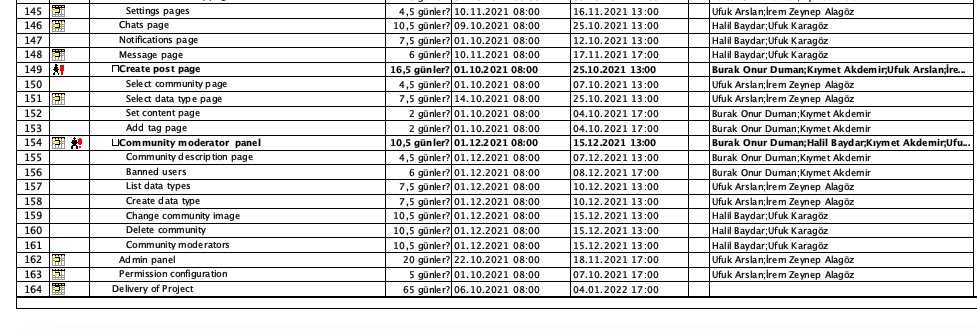 145 Settings pages 4,5 günler? 10.11.2021 08:00 16.11.2021 13:00 Ufuk Arslan;İrem Zeynep Alagöz
146 Chats page 10,5 günler? 09.10.2021 08:00 25.10.2021 13:00 Halil Baydar;Ufuk Karagöz
147 Notifications page 7,5 günler? 01.10.2021 08:00 12.10.2021 13:00 Halil Baydar;Ufuk Karagöz
148 Message page 6 günler? 10.11.2021 08:00 17.11.2021 17:00 Halil Baydar;Ufuk Karagöz
149 Create post page 16,5 günler? 01.10.2021 08:00 25.10.2021 13:00 Burak Onur Duman;Kıymet Akdemir;Ufuk Arslan;İre...
150 Select community page 4,5 günler? 01.10.2021 08:00 07.10.2021 13:00 Ufuk Arslan;İrem Zeynep Alagöz
151 Select data type page 7,5 günler? 14.10.2021 08:00 25.10.2021 13:00 Ufuk Arslan;İrem Zeynep Alagöz
152 Set content page 2 günler? 01.10.2021 08:00 04.10.2021 17:00 Burak Onur Duman;Kıymet Akdemir
153 Add tag page 2 günler? 01.10.2021 08:00 04.10.2021 17:00 Burak Onur Duman;Kıymet Akdemir
154 Community moderator panel 10,5 günler? 01.12.2021 08:00 15.12.2021 13:00 Burak Onur Duman;Halil Baydar;Kıymet Akdemir;Ufu...
155 Community description page 4,5 günler? 01.12.2021 08:00 07.12.2021 13:00 Burak Onur Duman;Kıymet Akdemir
156 Banned users 6 günler? 01.12.2021 08:00 08.12.2021 17:00 Burak Onur Duman;Kıymet Akdemir
157 List data types 7,5 günler? 01.12.2021 08:00 10.12.2021 13:00 Ufuk Arslan;İrem Zeynep Alagöz
158 Create data type 7,5 günler? 01.12.2021 08:00 10.12.2021 13:00 Ufuk Arslan;İrem Zeynep Alagöz
159 Change community image 10,5 günler? 01.12.2021 08:00 15.12.2021 13:00 Halil Baydar;Ufuk Karagöz
160 Delete community 10,5 günler? 01.12.2021 08:00 15.12.2021 13:00 Halil Baydar;Ufuk Karagöz
161 Community moderators 10,5 günler? 01.12.2021 08:00 15.12.2021 13:00 Halil Baydar;Ufuk Karagöz
162 Admin panel 20 günler? 22.10.2021 08:00 18.11.2021 17:00 Ufuk Arslan;İrem Zeynep Alagöz
163 Permission configuration 5 günler? 01.10.2021 08:00 07.10.2021 17:00 Ufuk Arslan;İrem Zeynep Alagöz
164 Delivery of Project 65 günler? 06.10.2021 08:00 04.01.2022 17:00